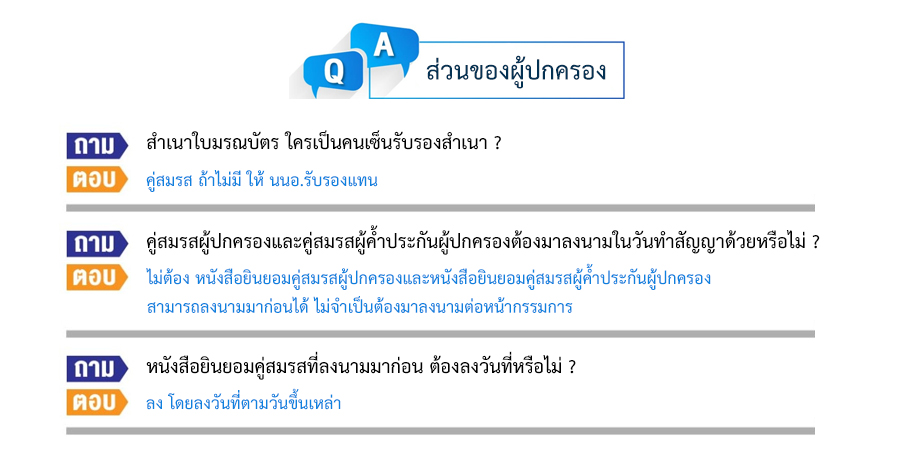 Q A
ส่วนของผู้ปกครอง
ถาม สำเนาใบมรณบัตร ใครเป็นคนเซ็นรับรองสำเนา ?
ตอบ คู่สมรส ถ้าไม่มี ให้ นนอ.รับรองแทน
ถาม คู่สมรสผู้ปกครองและคู่สมรสผู้ค้ำประกันผู้ปกครองต้องมาลงนามในวันทำสัญญาด้วยหรือไม่ ?
ตอบ ไม่ต้อง หนังสือยินยอมคู่สมรสผู้ปกครองและหนังสือยินยอมคู่สมรสผู้ค้ำประกันผู้ปกครอง
สามารถลงนามมาก่อนได้ ไม่จำเป็นต้องมาลงนามต่อหน้ากรรมการ
ถาม หนังสือยินยอมคู่สมรสที่ลงนามมาก่อน ต้องลงวันที่หรือไม่ ?
ตอบ ลง โดยลงวันที่ตามวันขึ้นเหล่า